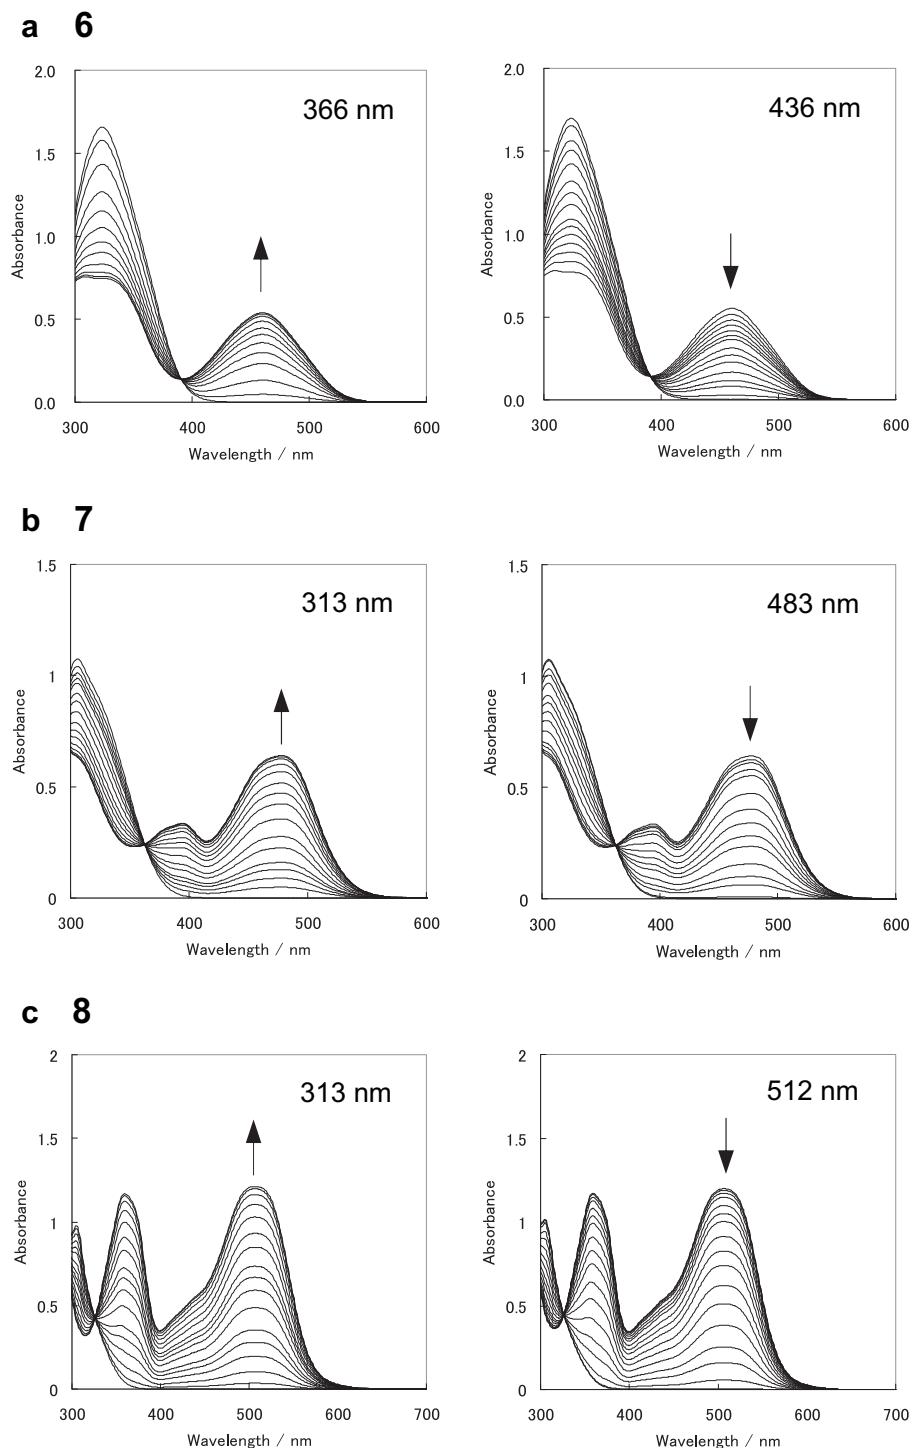 a 6
366 nm
2.0
1.5
1.0
0.5
0.0
Absorbance
300 400 500 600
Wavelength / nm
436 nm
2.0
1.5
1.0
0.5
0.0
Absorbance
300 400 500 600
Wavelength / nm
b 7
313 nm
1.5
1
0.5
0
Absorbance
300 400 500 600
Wavelength / nm
483 nm
1.5
1
0.5
0
Absorbance
300 400 500 600
Wavelength / nm
c 8
313 nm
2
1.5
1
0.5
0
Absorbance
300 400 500 600 700
Wavelength / nm
512 nm
2
1.5
1
0.5
0
Absorbance
300 400 500 600 700
Wavelength / nm